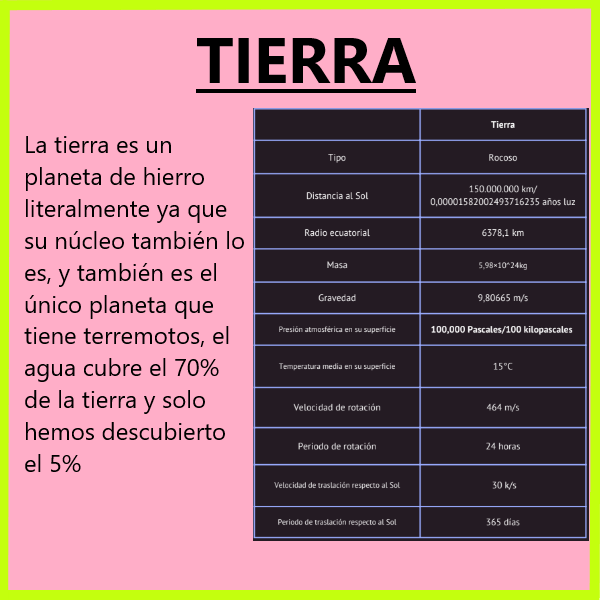 TIERRA
La tierra es un
planeta de hierro
literalmente ya que
su núcleo también lo
es, y también es el
único planeta que
tiene terremotos, el
agua cubre el 70%
de la tierra y solo
hemos descubierto
el 5%
Tierra
Tipo Rocoso
Distancia al Sol 150.000.000 km/
0,00001582002493716235 años luz
Radio ecuatorial 6378,1 km
Masa 5,98×10^24kg
Gravedad 9,80665 m/s
Presión atmosférica en su superficie 100,000 Pascales/100 kilopascales
Temperatura media en su superficie 15°C
Velocidad de rotación 464 m/s
Periodo de rotación 24 horas
Velocidad de traslación respecto al Sol 30 k/s
Periodo de traslación respecto al Sol 365 días